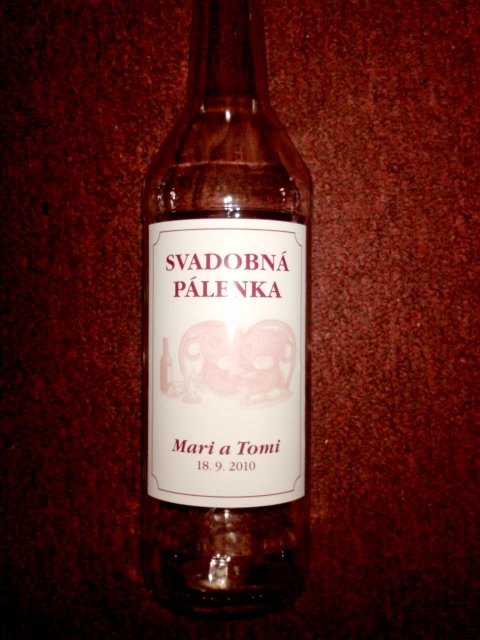 SVADOBNÁ
PÁLENKA
Mari a Tomi
18. 9. 2010